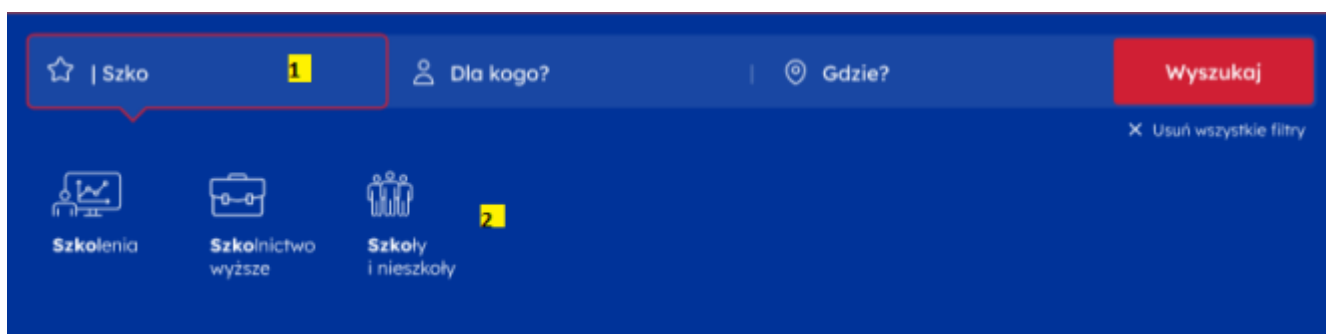 | Szko
1
Dla kogo?
Gdzie?
Wyszukaj
X Usuń wszystkie filtry
2
Szkolenia
Szkolnictwo
wyższe
Szkoły
i nieszkoły